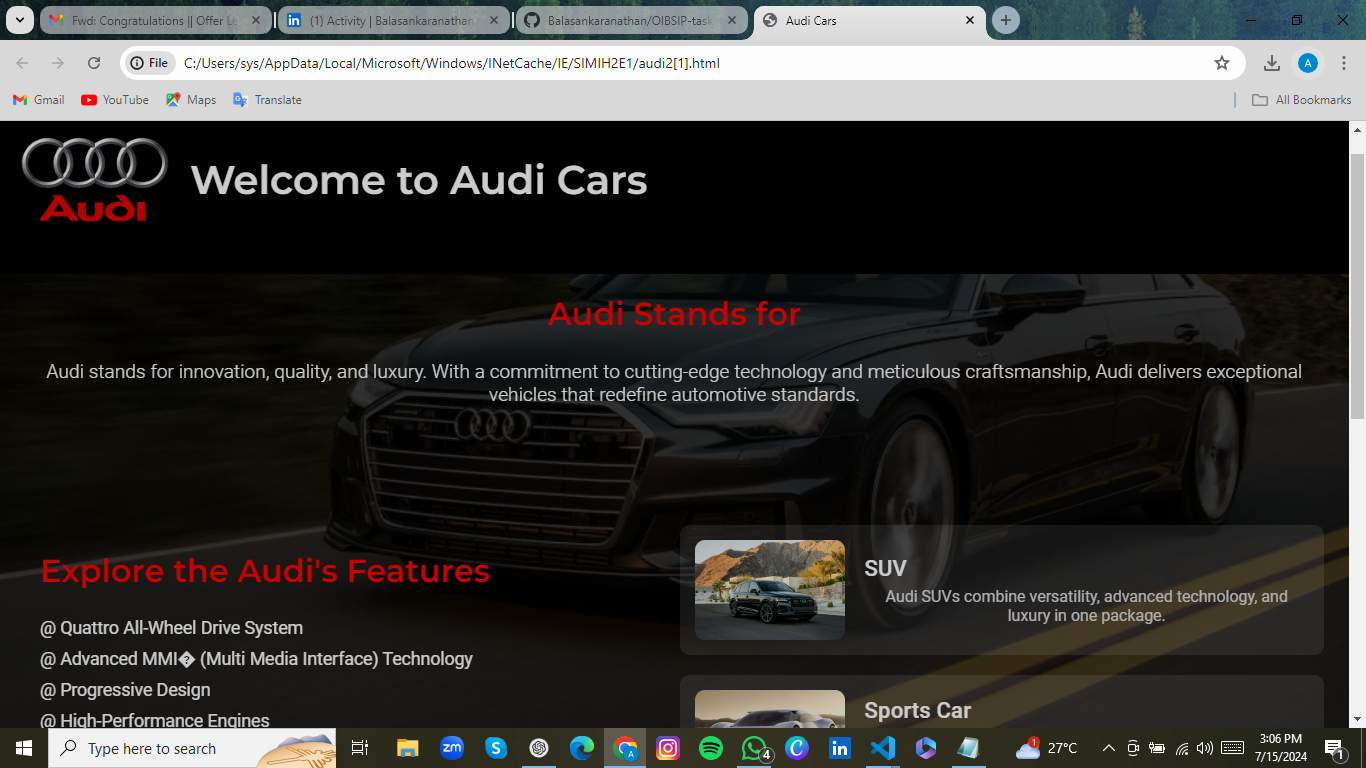 Fwd: Congratulations || Offer Le
(1) Activity | Balasankaranathan
Balasankaranathan/OIBSIP-task
Audi Cars
File
C:/Users/sys/AppData/Local/Microsoft/Windows/INetCache/IE/SIMIH2E1/audi2[1].html
A
Gmail
YouTube
Maps
Translate
All Bookmarks
Audi
Welcome to Audi Cars
Audi Stands for
Audi stands for innovation, quality, and luxury. With a commitment to cutting-edge technology and meticulous craftsmanship, Audi delivers exceptional
vehicles that redefine automotive standards.
Explore the Audi's Features
@ Quattro All-Wheel Drive System
@ Advanced MMI� (Multi Media Interface) Technology
@ Progressive Design
@ High-Performance Engines
SUV
Audi SUVs combine versatility, advanced technology, and
luxury in one package.
Sports Car
Type here to search
zm
4
1
27°C
3:06 PM
7/15/2024
1